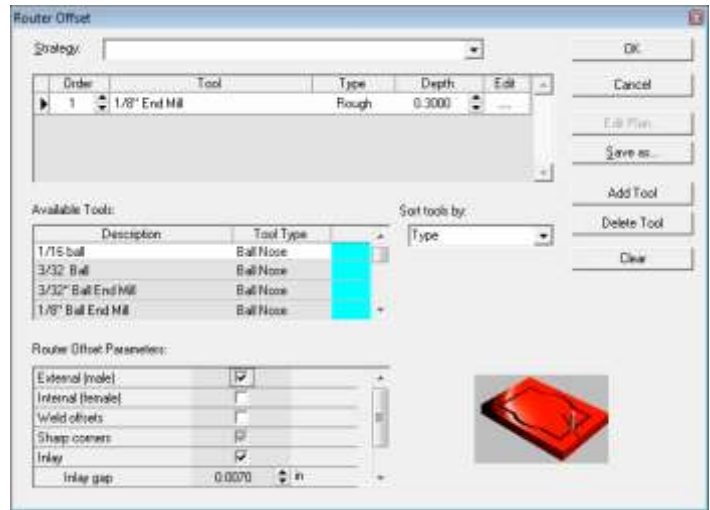 Router Offset
Strategy:
OK
Order Tool Type Depth Edit
1 1/8" End Mill Rough 0.3000 ...
Cancel
Edit Plan...
Save as...
Add Tool
Delete Tool
Clear
Available Tools:
Sort tools by:
Type
Description Tool Type
1/16 ball Ball Nose
3/32 Ball Ball Nose
3/32" Ball End Mill Ball Nose
1/8" Ball End Mill Ball Nose
Router Offset Parameters:
External (male)
Internal (female)
Weld offsets
Sharp corners
Inlay
Inlay gap 0.0070 in